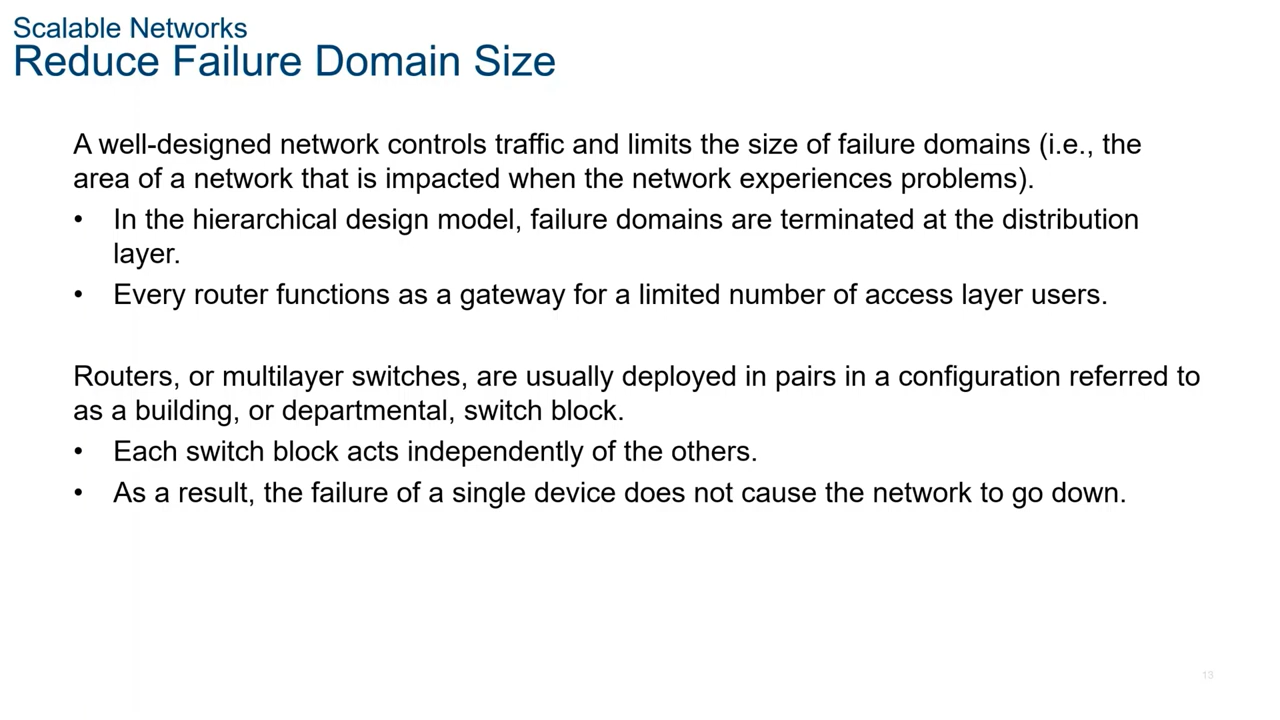 Scalable Networks
Reduce Failure Domain Size
A well-designed network controls traffic and limits the size of failure domains (i.e., the
area of a network that is impacted when the network experiences problems).
• In the hierarchical design model, failure domains are terminated at the distribution
layer.
• Every router functions as a gateway for a limited number of access layer users.
Routers, or multilayer switches, are usually deployed in pairs in a configuration referred to
as a building, or departmental, switch block.
• Each switch block acts independently of the others.
• As a result, the failure of a single device does not cause the network to go down.
13